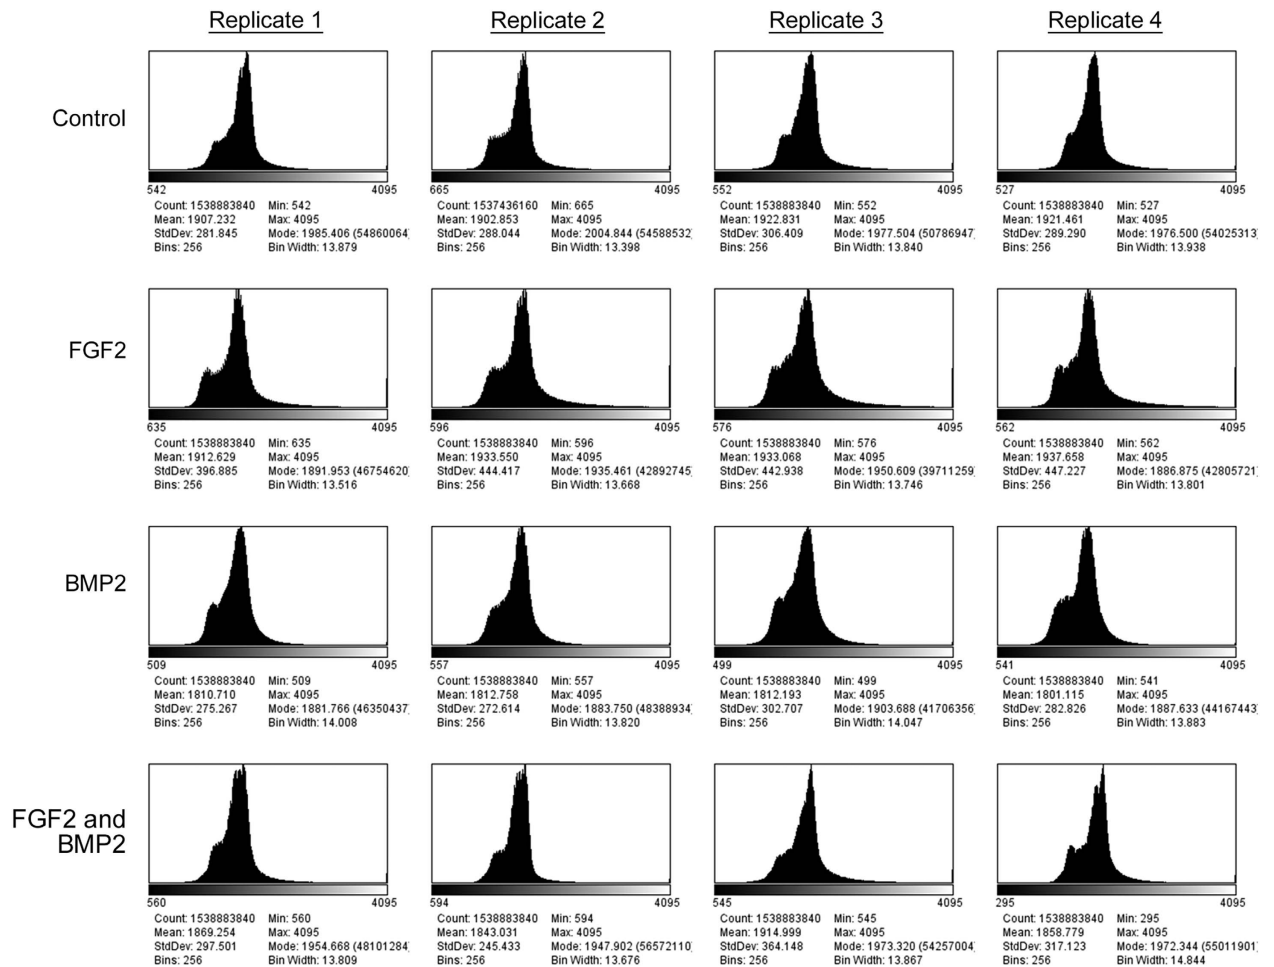 Replicate 1 Replicate 2 Replicate 3 Replicate 4
Control
542 4095 665 4095 552 4095 527 4095
Count: 1538883840 Min: 542 Count: 1537436160 Min: 665 Count: 1538883840 Min: 552 Count: 1538883840 Min: 527
Mean: 1907.232 Max: 4095 Mean: 1902.853 Max: 4095 Mean: 1922.831 Max: 4095 Mean: 1921.461 Max: 4095
StdDev: 281.845 Mode: 1985.406 (54860064) StdDev: 288.044 Mode: 2004.844 (54588532) StdDev: 306.409 Mode: 1977.504 (50786947) StdDev: 289.290 Mode: 1976.500 (54025313)
Bins: 256 Bin Width: 13.879 Bins: 256 Bin Width: 13.398 Bins: 256 Bin Width: 13.840 Bins: 256 Bin Width: 13.938
FGF2
635 4095 596 4095 576 4095 562 4095
Count: 1538883840 Min: 635 Count: 1538883840 Min: 596 Count: 1538883840 Min: 576 Count: 1538883840 Min: 562
Mean: 1912.629 Max: 4095 Mean: 1933.550 Max: 4095 Mean: 1933.068 Max: 4095 Mean: 1937.658 Max: 4095
StdDev: 396.885 Mode: 1891.953 (46754620) StdDev: 444.417 Mode: 1935.461 (42892745) StdDev: 442.938 Mode: 1950.609 (39711259) StdDev: 447.227 Mode: 1886.875 (42805721)
Bins: 256 Bin Width: 13.516 Bins: 256 Bin Width: 13.668 Bins: 256 Bin Width: 13.746 Bins: 256 Bin Width: 13.801
BMP2
509 4095 557 4095 499 4095 541 4095
Count: 1538883840 Min: 509 Count: 1538883840 Min: 557 Count: 1538883840 Min: 499 Count: 1538883840 Min: 541
Mean: 1810.710 Max: 4095 Mean: 1812.758 Max: 4095 Mean: 1812.193 Max: 4095 Mean: 1801.115 Max: 4095
StdDev: 275.267 Mode: 1881.766 (46350437) StdDev: 272.614 Mode: 1883.750 (48388934) StdDev: 302.707 Mode: 1903.688 (41706356) StdDev: 282.826 Mode: 1887.633 (44167443)
Bins: 256 Bin Width: 14.008 Bins: 256 Bin Width: 13.820 Bins: 256 Bin Width: 14.047 Bins: 256 Bin Width: 13.883
FGF2 and
BMP2
560 4095 594 4095 545 4095 295 4095
Count: 1538883840 Min: 560 Count: 1538883840 Min: 594 Count: 1538883840 Min: 545 Count: 1538883840 Min: 295
Mean: 1869.254 Max: 4095 Mean: 1843.031 Max: 4095 Mean: 1914.999 Max: 4095 Mean: 1858.779 Max: 4095
StdDev: 297.501 Mode: 1954.668 (48101284) StdDev: 245.433 Mode: 1947.902 (56572110) StdDev: 364.148 Mode: 1973.320 (54257004) StdDev: 317.123 Mode: 1972.344 (55011901)
Bins: 256 Bin Width: 13.809 Bins: 256 Bin Width: 13.676 Bins: 256 Bin Width: 13.867 Bins: 256 Bin Width: 14.844